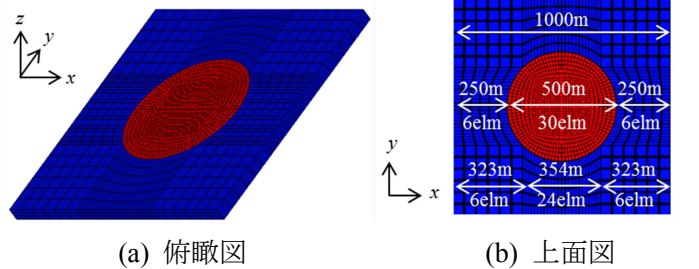 z
y
x
1000m
250m 500m 250m
6elm 30elm 6elm
323m 354m 323m
6elm 24elm 6elm
y
x
(a) 俯瞰図
(b) 上面図